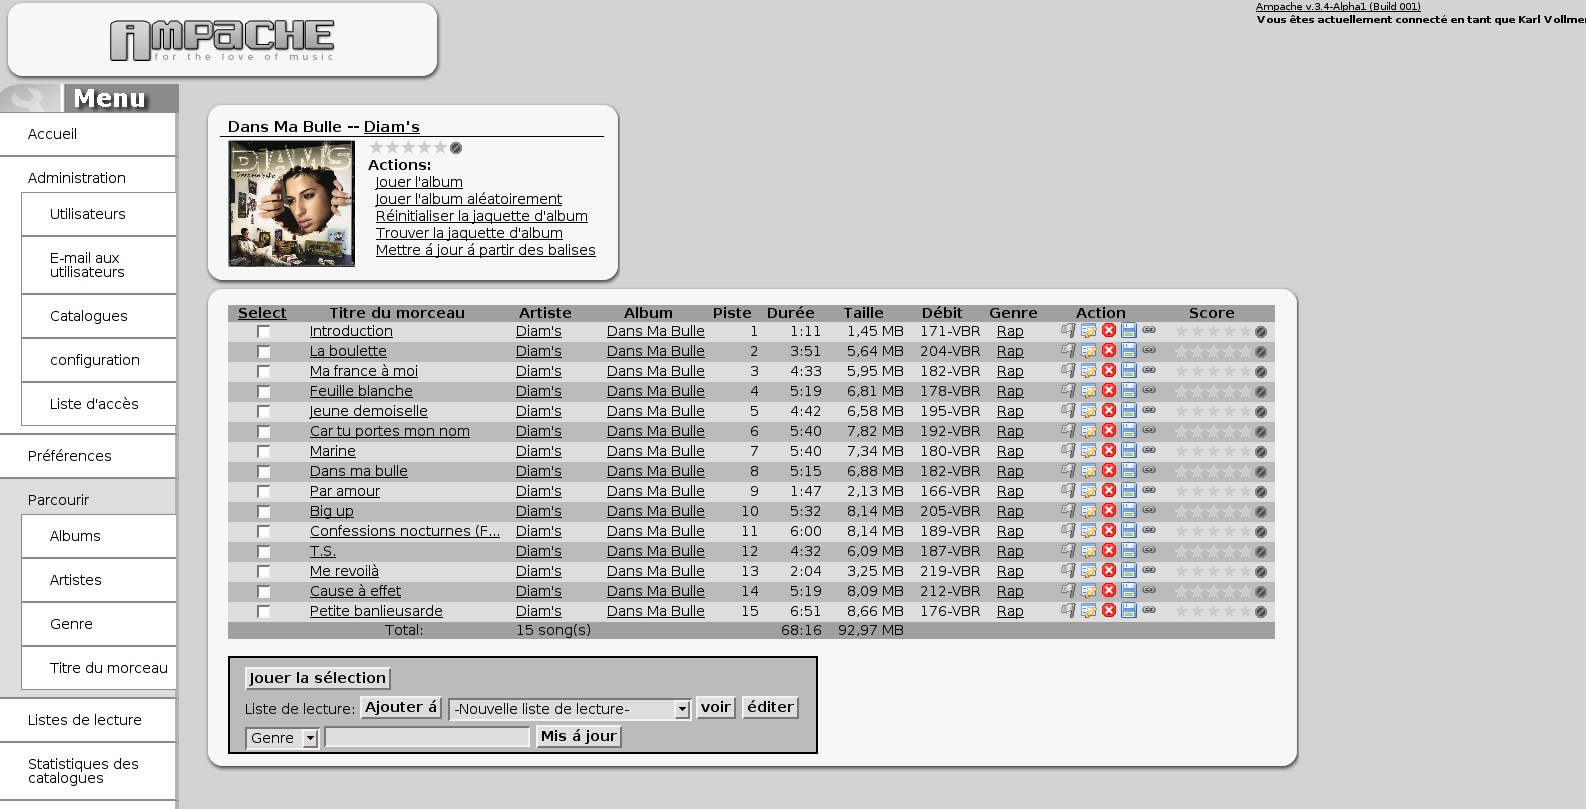 AMPACHE
for the love of music
Ampache v.3.4-Alpha1 (Build 001)
Vous êtes actuellement connecté en tant que Karl Vollmer
Menu
Accueil
Administration
Utilisateurs
E-mail aux
utilisateurs
Catalogues
configuration
Liste d'accès
Préférences
Parcourir
Albums
Artistes
Genre
Titre du morceau
Listes de lecture
Statistiques des
catalogues
Dans Ma Bulle -- Diam's
DIAM'S
Dans ma bulle
Actions:
Jouer l'album
Jouer l'album aléatoirement
Réinitialiser la jaquette d'album
Trouver la jaquette d'album
Mettre á jour á partir des balises
Select Titre du morceau Artiste Album Piste Durée Taille Débit Genre Action Score
Introduction Diam's Dans Ma Bulle 1 1:11 1,45 MB 171-VBR Rap
La boulette Diam's Dans Ma Bulle 2 3:51 5,64 MB 204-VBR Rap
Ma france à moi Diam's Dans Ma Bulle 3 4:33 5,95 MB 182-VBR Rap
Feuille blanche Diam's Dans Ma Bulle 4 5:19 6,81 MB 178-VBR Rap
Jeune demoiselle Diam's Dans Ma Bulle 5 4:42 6,58 MB 195-VBR Rap
Car tu portes mon nom Diam's Dans Ma Bulle 6 5:40 7,82 MB 192-VBR Rap
Marine Diam's Dans Ma Bulle 7 5:40 7,34 MB 180-VBR Rap
Dans ma bulle Diam's Dans Ma Bulle 8 5:15 6,88 MB 182-VBR Rap
Par amour Diam's Dans Ma Bulle 9 1:47 2,13 MB 166-VBR Rap
Big up Diam's Dans Ma Bulle 10 5:32 8,14 MB 205-VBR Rap
Confessions nocturnes (F... Diam's Dans Ma Bulle 11 6:00 8,14 MB 189-VBR Rap
T.S. Diam's Dans Ma Bulle 12 4:32 6,09 MB 187-VBR Rap
Me revoilà Diam's Dans Ma Bulle 13 2:04 3,25 MB 219-VBR Rap
Cause à effet Diam's Dans Ma Bulle 14 5:19 8,09 MB 212-VBR Rap
Petite banlieusarde Diam's Dans Ma Bulle 15 6:51 8,66 MB 176-VBR Rap
Total: 15 song(s) 68:16 92,97 MB
Jouer la sélection
Liste de lecture: Ajouter á -Nouvelle liste de lecture- voir éditer
Genre Mis á jour